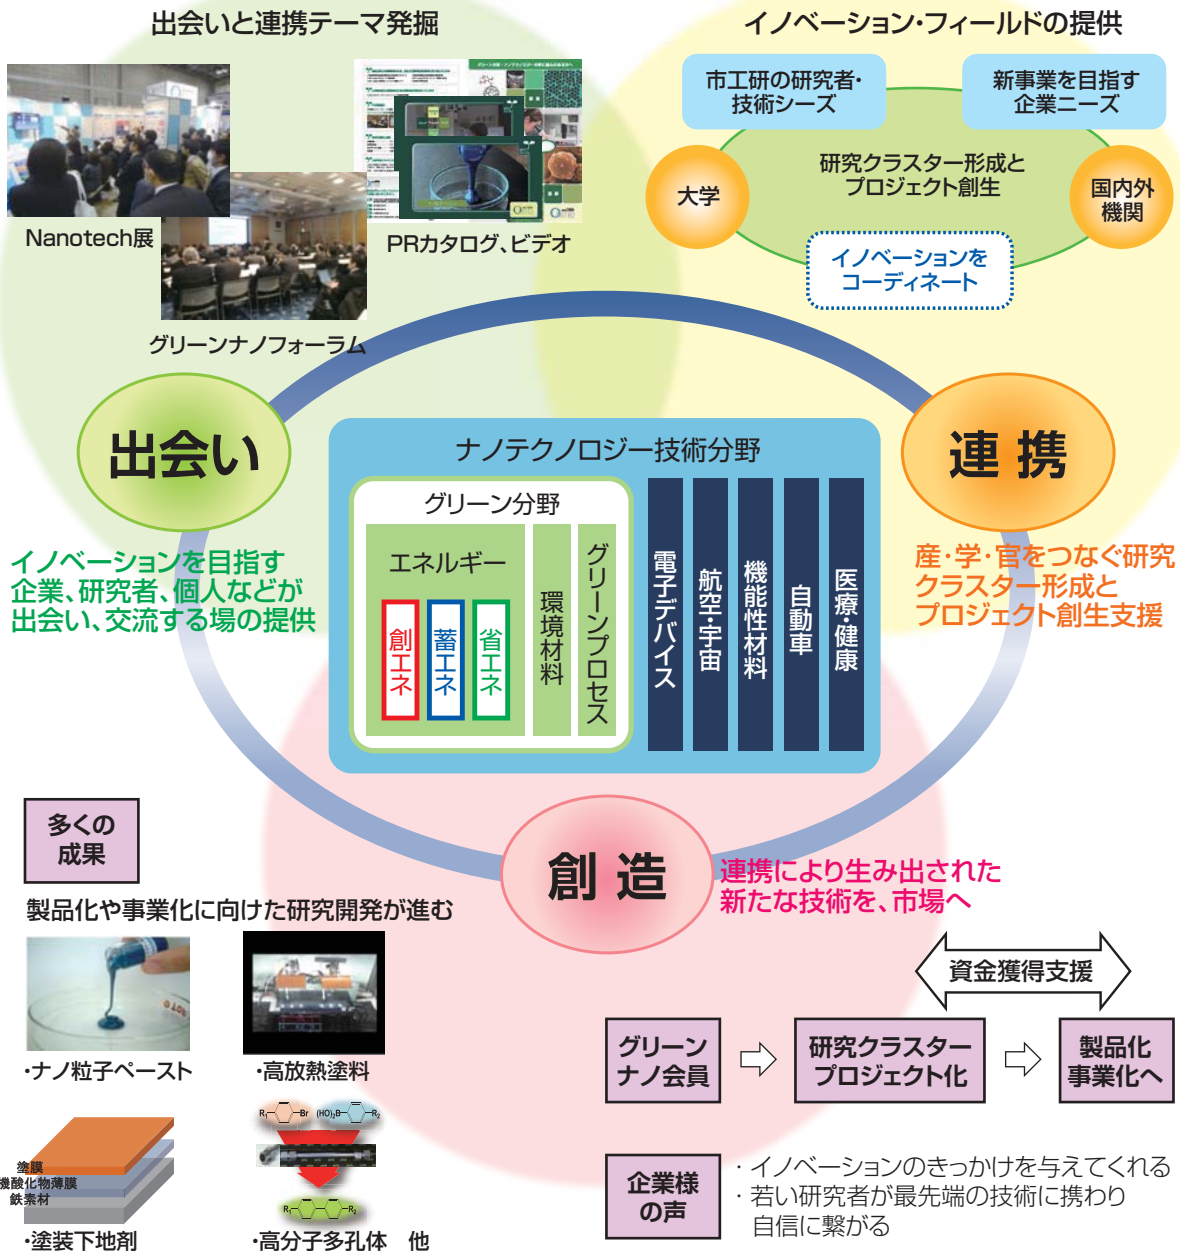 出会いと連携テーマ発掘
Nanotech展
グリーンナノフォーラム
PRカタログ、ビデオ
イノベーション・フィールドの提供
市工研の研究者・
技術シーズ
新事業を目指す
企業ニーズ
大学
研究クラスター形成と
プロジェクト創生
国内外
機関
イノベーションを
コーディネート
出会い
イノベーションを目指す
企業、研究者、個人などが
出会い、交流する場の提供
連携
産・学・官をつなぐ研究
クラスター形成と
プロジェクト創生支援
ナノテクノロジー技術分野
グリーン分野
エネルギー
創エネ
蓄エネ
省エネ
環境材料
グリーンプロセス
電子デバイス
航空・宇宙
機能性材料
自動車
医療・健康
創造
連携により生み出された
新たな技術を、市場へ
多くの
成果
製品化や事業化に向けた研究開発が進む
・ナノ粒子ペースト
・高放熱塗料
塗膜
機酸化物薄膜
鉄素材
・塗装下地剤
R₁ Br (HO)₂B R₂
R₁ R₂
・高分子多孔体 他
資金獲得支援
グリーン
ナノ会員
研究クラスター
プロジェクト化
製品化
事業化へ
企業様
の声
・イノベーションのきっかけを与えてくれる
・若い研究者が最先端の技術に携わり
自信に繋がる